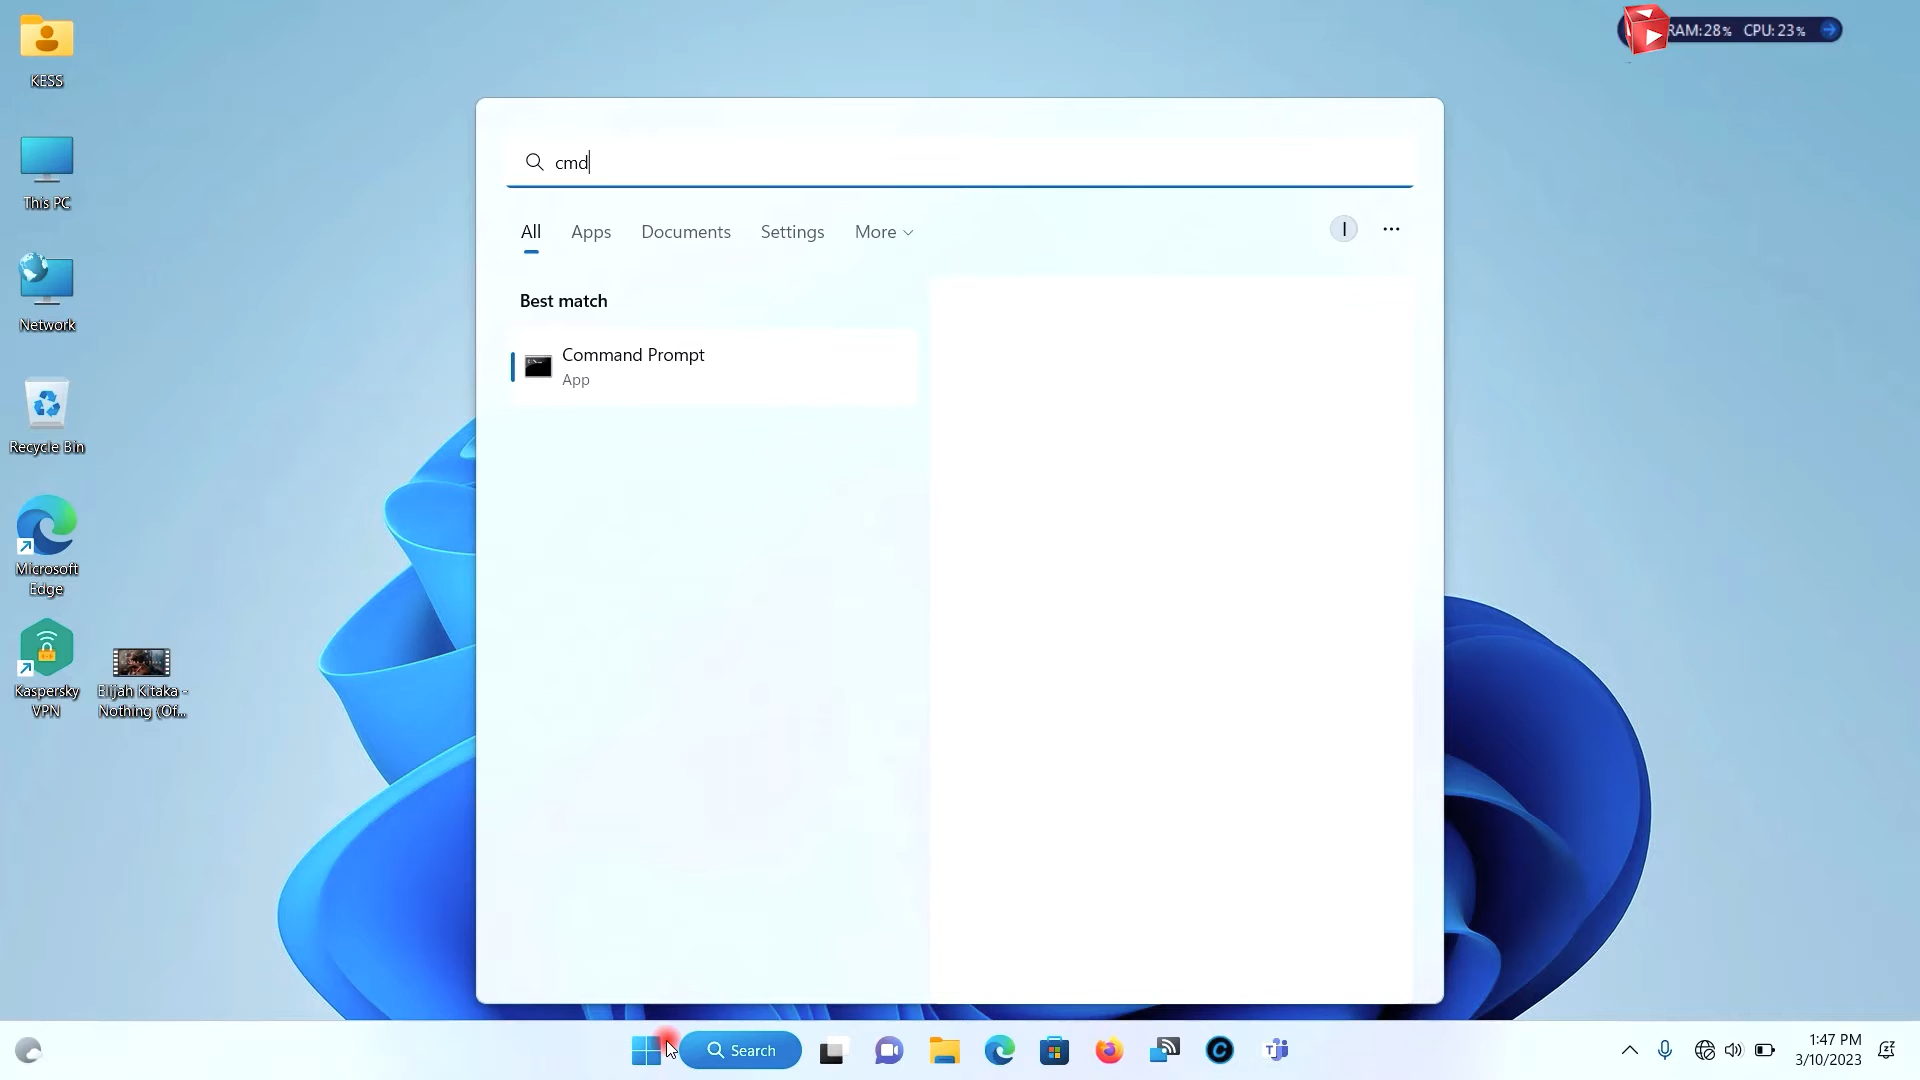 KESS
This PC
Network
Recycle Bin
Microsoft
Edge
Kaspersky
VPN
Elijah Kitaka -
Nothing (Of...
RAM:28% CPU:23%
cmd
All Apps Documents Settings More
I
Best match
Command Prompt
App
Search
1:47 PM
3/10/2023